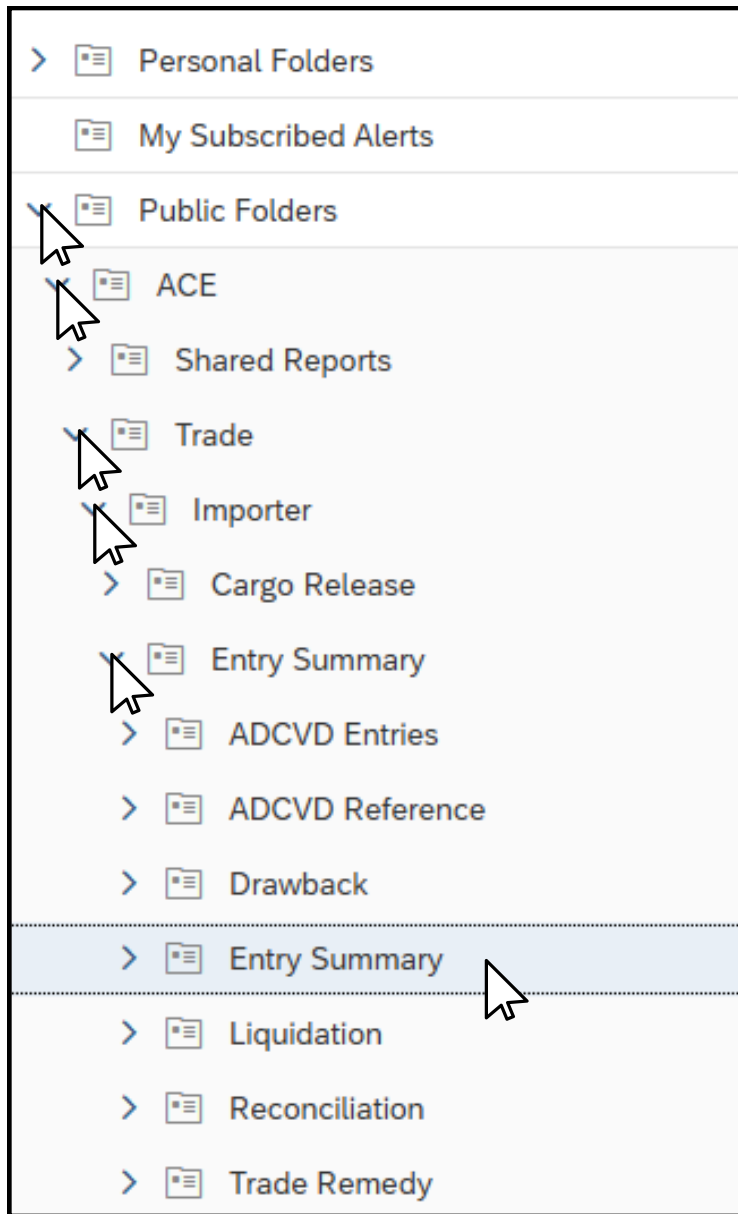 Personal Folders
My Subscribed Alerts
Public Folders
ACE
Shared Reports
Trade
Importer
Cargo Release
Entry Summary
ADCVD Entries
ADCVD Reference
Drawback
Entry Summary
Liquidation
Reconciliation
Trade Remedy